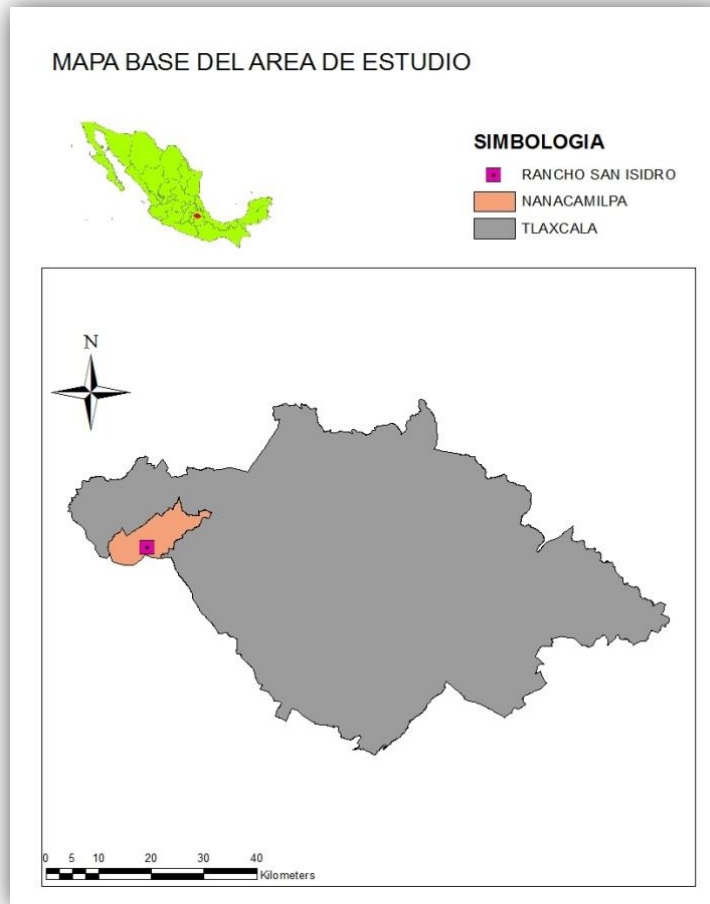 MAPA BASE DEL AREA DE ESTUDIO
SIMBOLOGIA
RANCHO SAN ISIDRO
NANACAMILPA
TLAXCALA
N
0 5 10 20 30 40
Kilometers